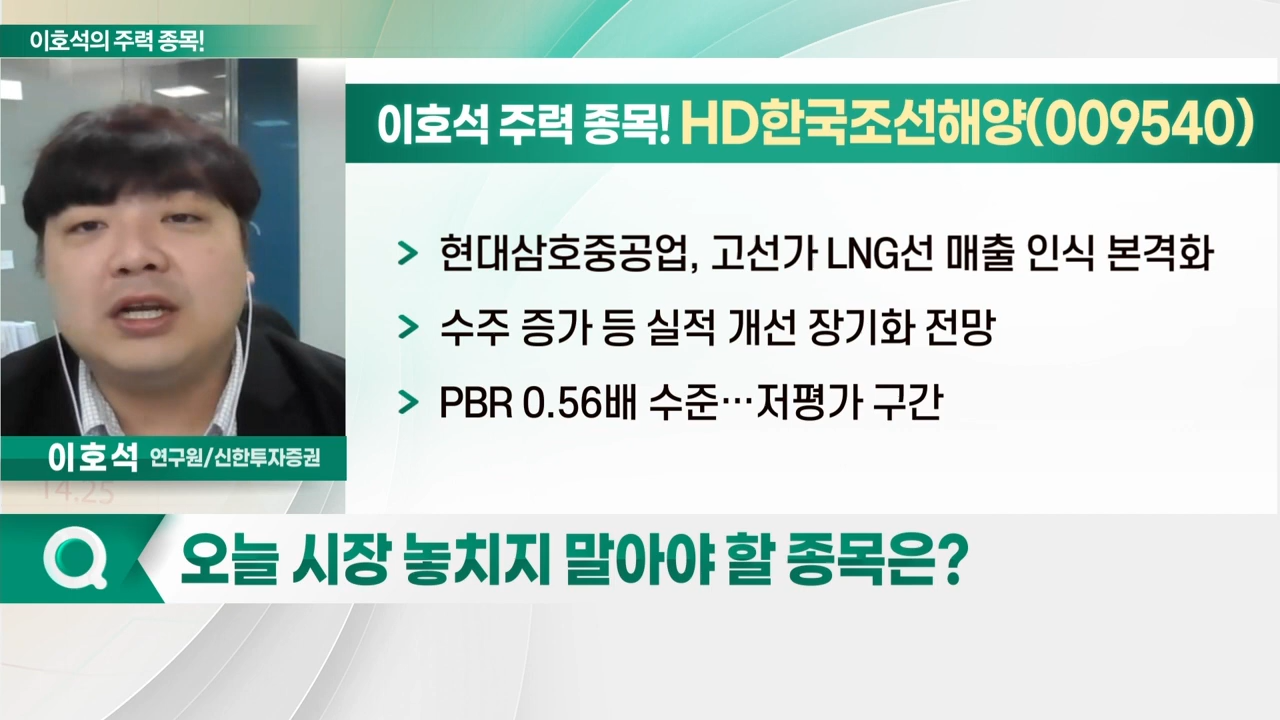 이호석의 주력 종목!
이호석 주력 종목! HD한국조선해양(009540)
> 현대삼호중공업, 고선가 LNG선 매출 인식 본격화
> 수주 증가 등 실적 개선 장기화 전망
> PBR 0.56배 수준…저평가 구간
이호석 연구원/신한투자증권
14.25
오늘 시장 놓치지 말아야 할 종목은?